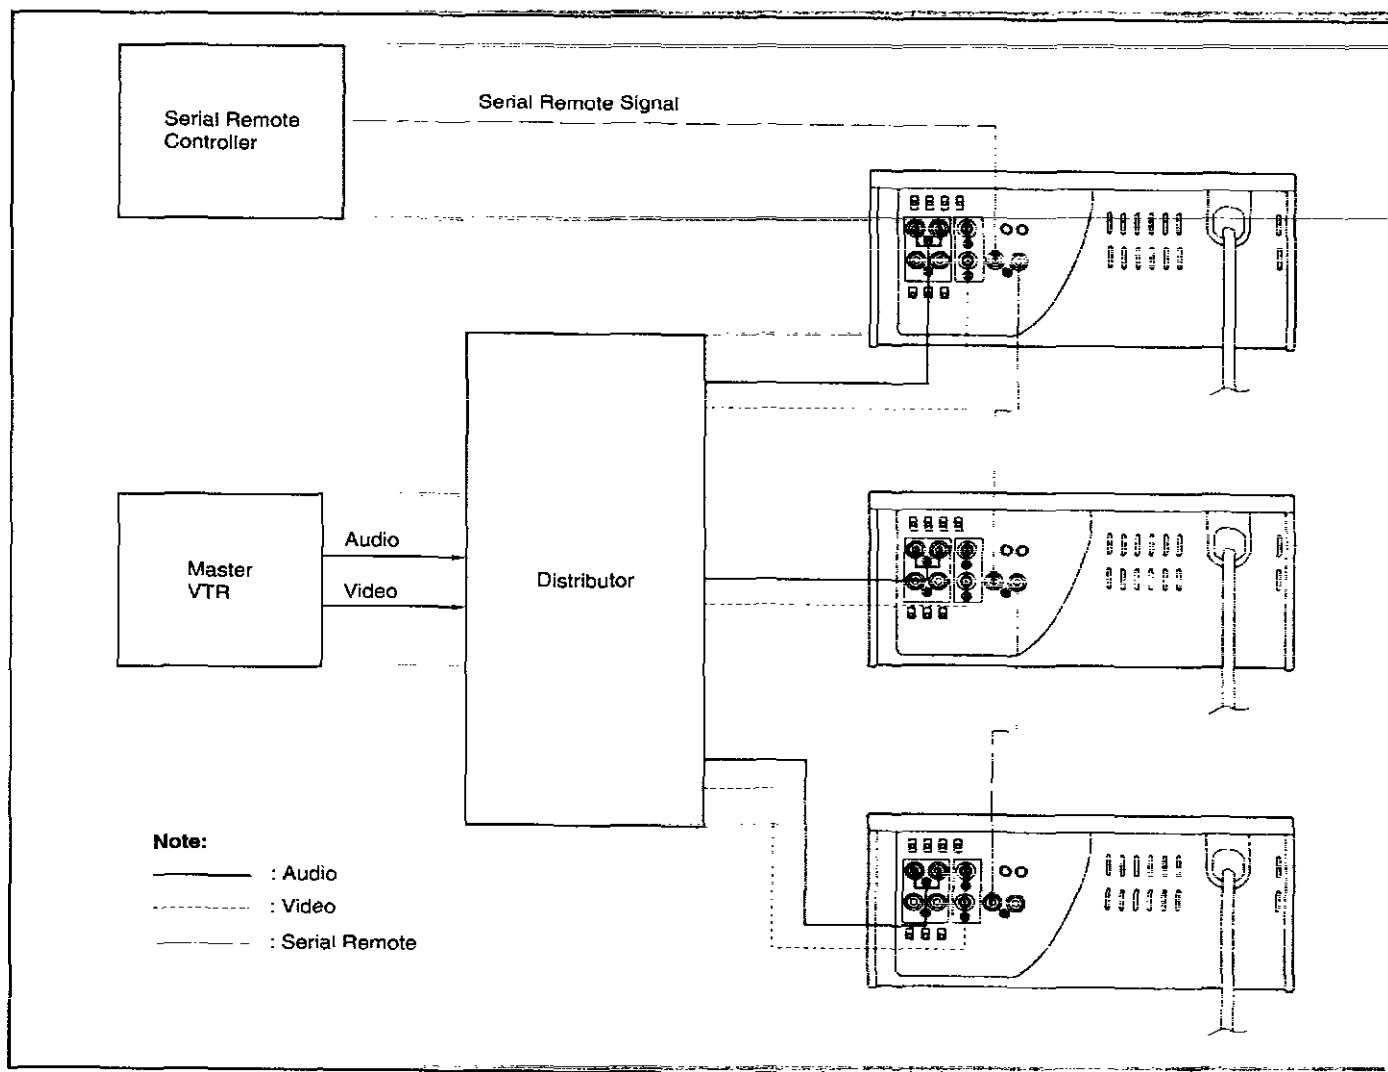 Serial Remote
Controller
Serial Remote Signal
Master
VTR
Audio
Video
Distributor
Note:
: Audio
: Video
: Serial Remote